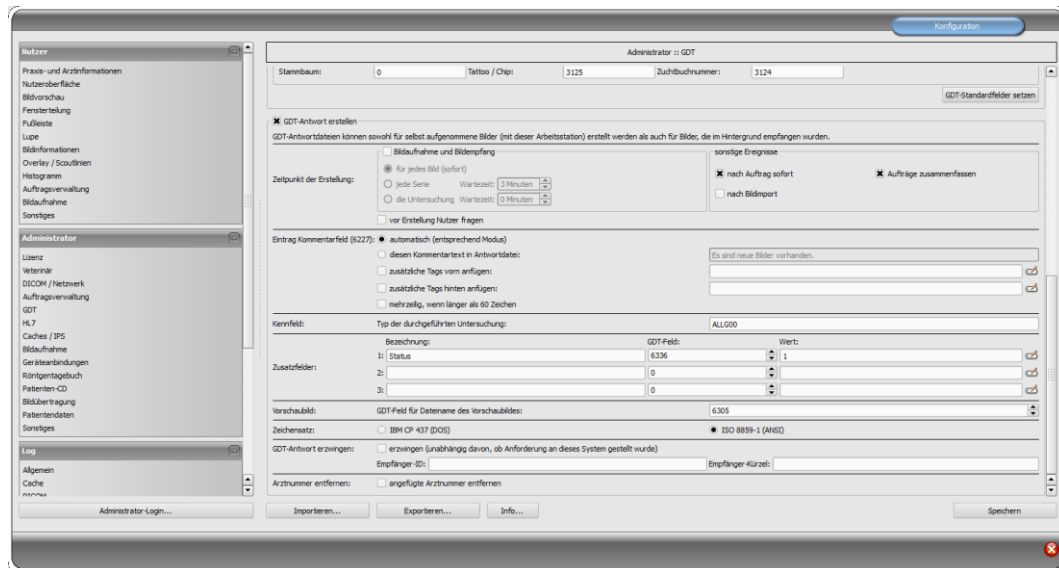 Konfiguration
Nutzer
Praxis- und Arztinformationen
Nutzeroberfläche
Bildvorschau
Fensterteilung
Fußleiste
Lupe
Bildinformationen
Overlay / Scoutlinien
Histogramm
Auftragsverwaltung
Bildaufnahme
Sonstiges
Administrator
Lizenz
Veterinär
DICOM / Netzwerk
Auftragsverwaltung
GDT
HL7
Caches / IPS
Bildaufnahme
Geräteanbindungen
Röntgentagebuch
Patienten-CD
Bildübertragung
Patientendaten
Sonstiges
Log
Allgemein
Cache
DICOM
Administrator-Login...
Administrator :: GDT
Stammbaum: 0 Tattoo / Chip: 3125 Zuchtbuchnummer: 3124
GDT-Standardfelder setzen
GDT-Antwort erstellen
GDT-Antwortdateien können sowohl für selbst aufgenommene Bilder (mit dieser Arbeitsstation) erstellt werden als auch für Bilder, die im Hintergrund empfangen wurden.
Zeitpunkt der Erstellung:
Bildaufnahme und Bildempfang
für jedes Bild (sofort)
jede Serie Wartezeit: 3 Minuten
die Untersuchung Wartezeit: 0 Minuten
sonstige Ereignisse
nach Auftrag sofort Aufträge zusammenfassen
nach Bildimport
vor Erstellung Nutzer fragen
Eintrag Kommentarfeld (6227): automatisch (entsprechend Modus)
diesen Kommentartext in Antwortdatei: Es sind neue Bilder vorhanden.
zusätzliche Tags vorn anfügen:
zusätzliche Tags hinten anfügen:
mehrzeilig, wenn länger als 60 Zeichen
Kennfeld: Typ der durchgeführten Untersuchung: ALLG00
Zusatzfelder:
Bezeichnung: GDT-Feld: Wert:
1: Status 6336 1
2: 0
3: 0
Vorschaubild: GDT-Feld für Dateiname des Vorschaubildes: 6305
Zeichensatz: IBM CP 437 (DOS) ISO 8859-1 (ANSI)
GDT-Antwort erzwingen: erzwingen (unabhängig davon, ob Anforderung an dieses System gestellt wurde)
Empfänger-ID: Empfänger-Kürzel:
Arztnummer entfernen: angefügte Arztnummer entfernen
Importieren... Exportieren... Info... Speichern